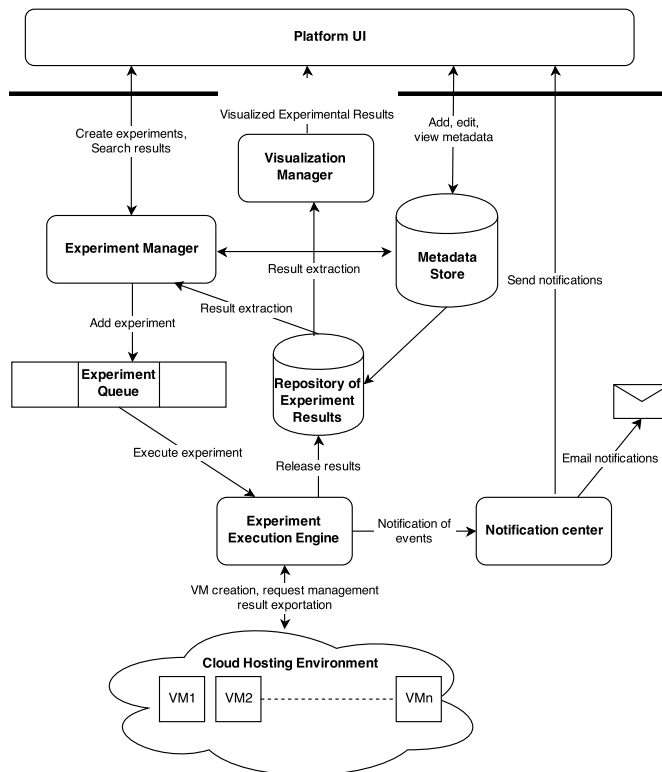 Platform UI
Visualized Experimental Results
Create experiments,
Search results
Add, edit,
view metadata
Visualization
Manager
Experiment Manager
Metadata
Store
Result extraction
Send notifications
Result extraction
Add experiment
Experiment
Queue
Repository of
Experiment
Results
Execute experiment
Release results
Email notifications
Experiment
Execution Engine
Notification of
events
Notification center
VM creation, request management
result exportation
Cloud Hosting Environment
VM1
VM2
VMn